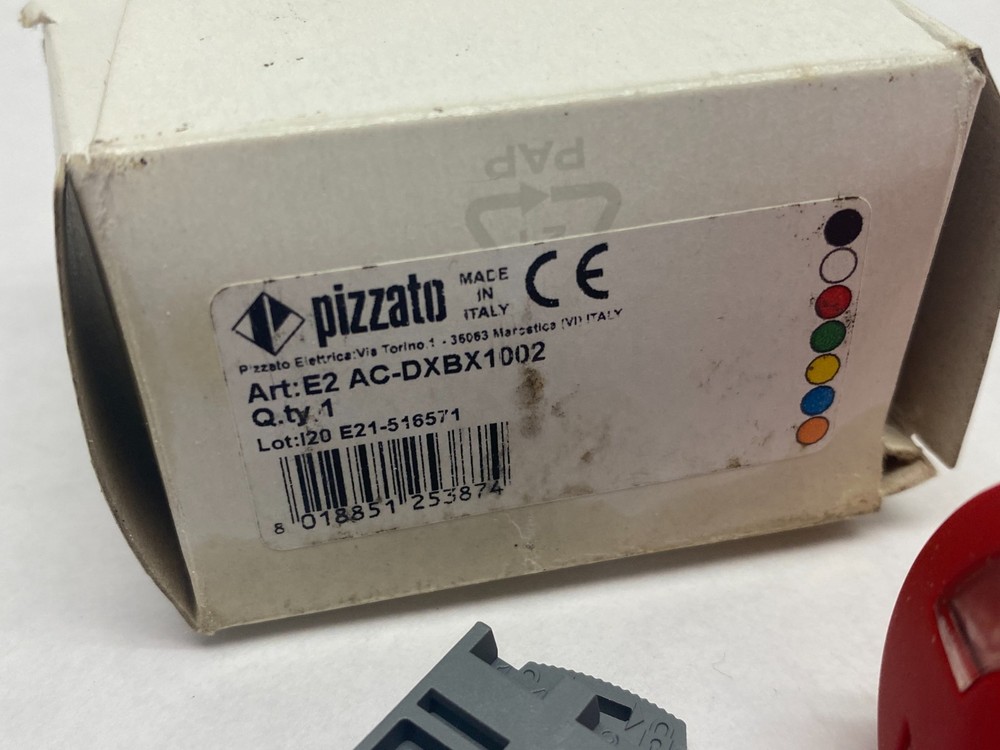 PAP
21
pizzato
MADE
IN
ITALY
CE
Pizzato Elettrica:Via Torino,1 - 36063 Marostica (VI) ITALY
Art:E2 AC-DXBX1002
Q.ty 1
Lot:I20 E21-516571
8 018851 253874